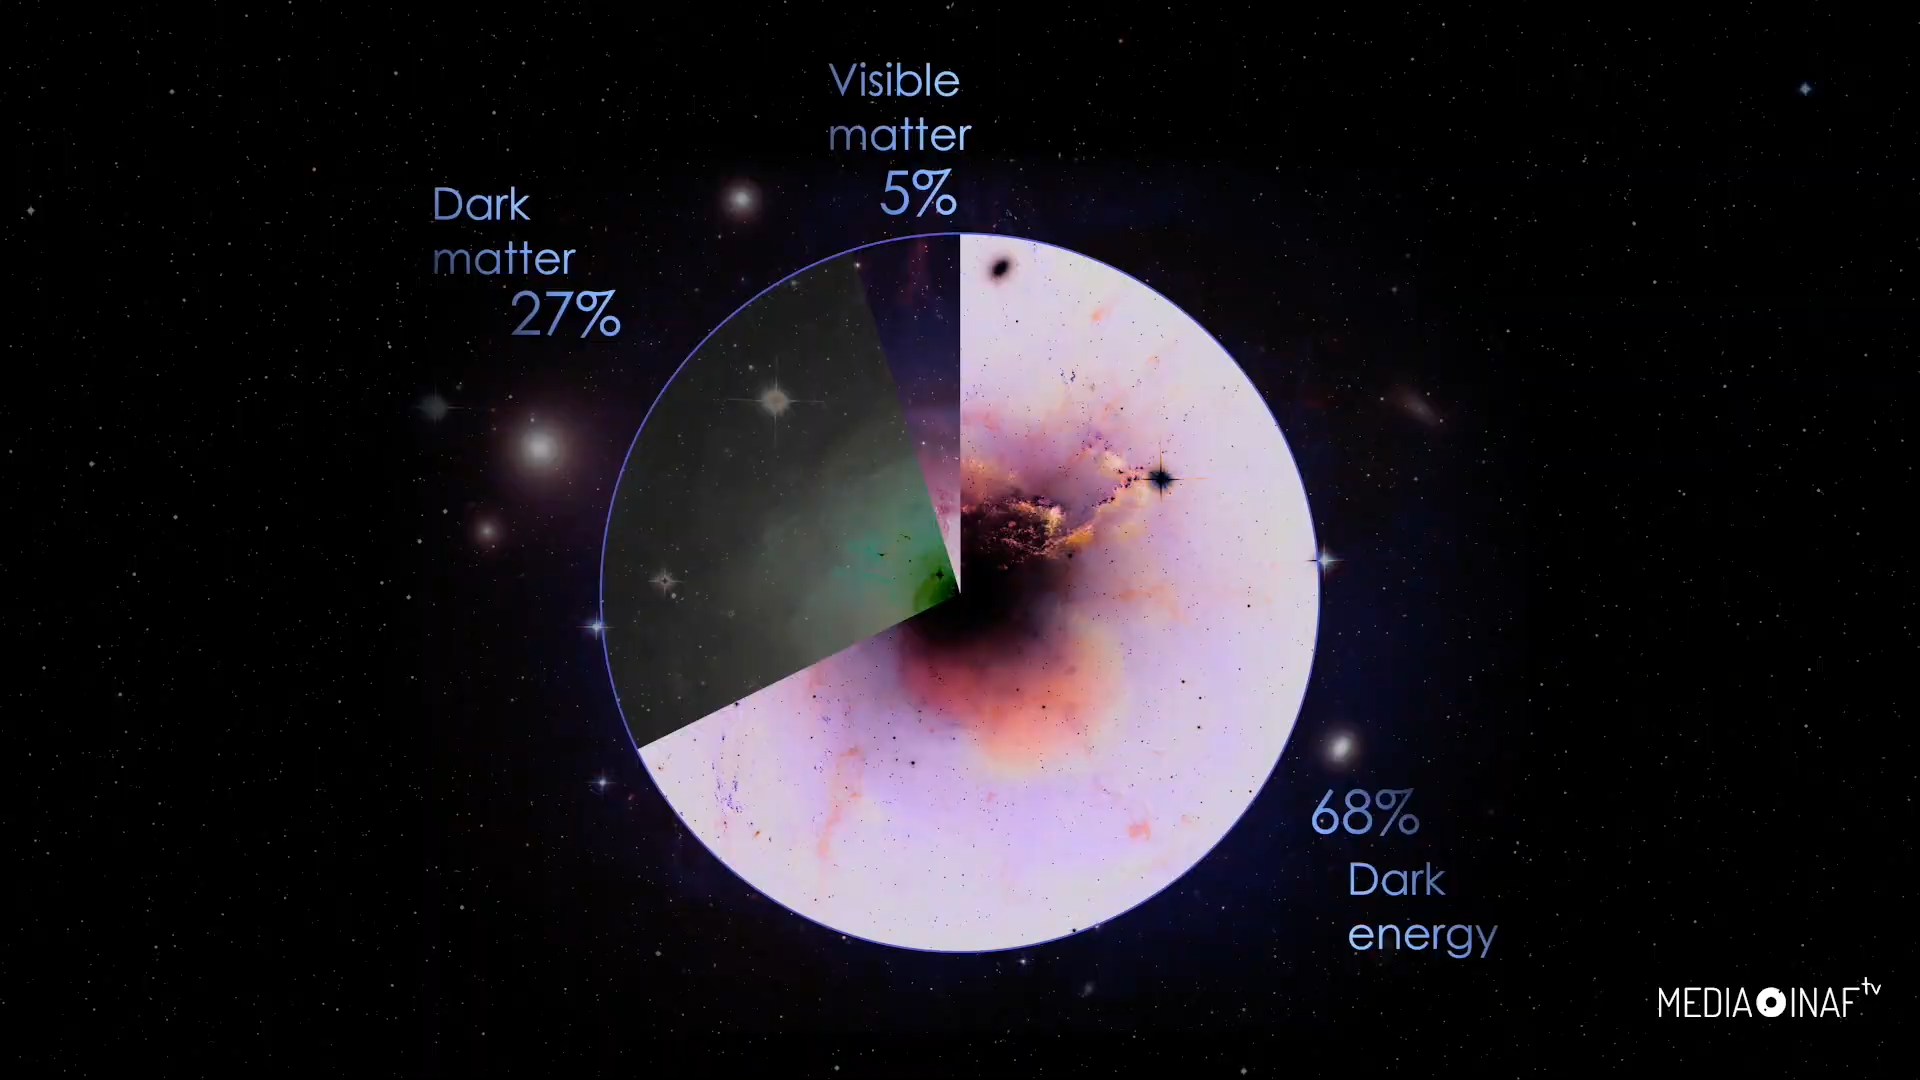 Visible
matter
5%
Dark
matter
27%
68%
Dark
energy
MEDIA INAF tv